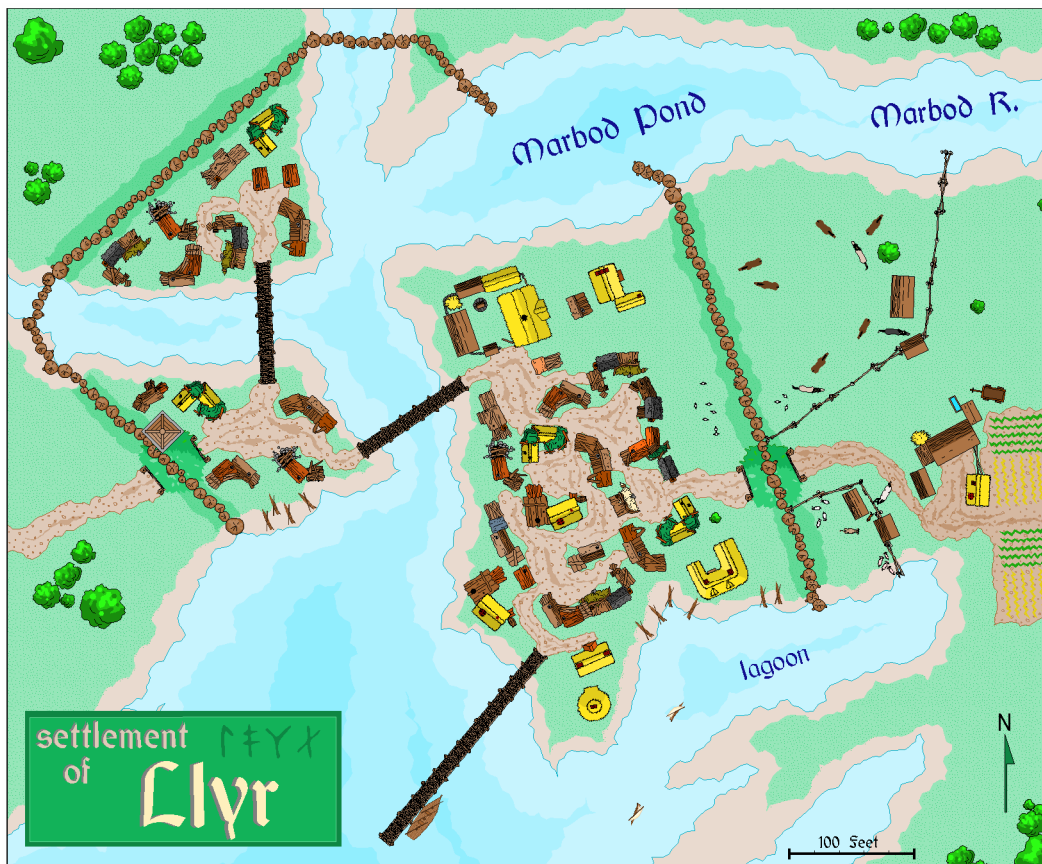 Marbod Pond
Marbod R.
lagoon
settlement
of
Llyr
N
100 Feet